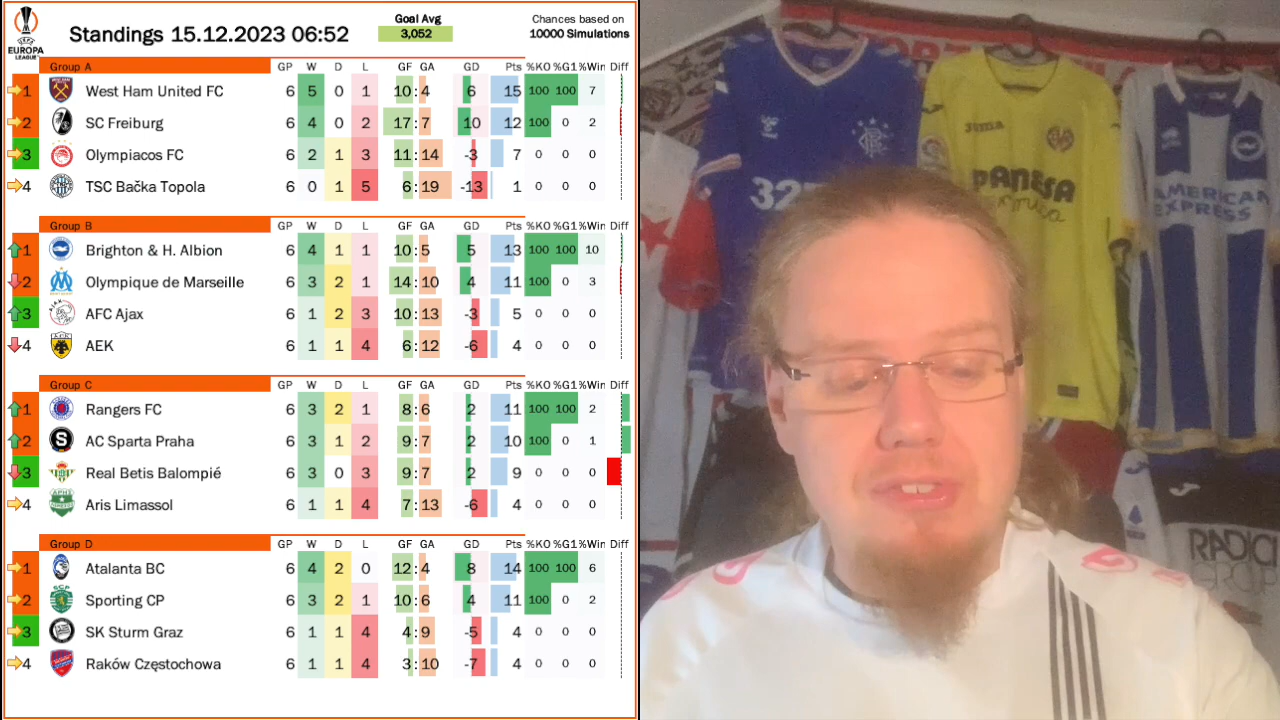 UEFA
EUROPA
LEAGUE
Standings 15.12.2023 06:52
Goal Avg
3,052
Chances based on
10000 Simulations
Group A GP W D L GF GA GD Pts %KO %G1 %Win Diff
1 West Ham United FC 6 5 0 1 10:4 6 15 100 100 7
2 SC Freiburg 6 4 0 2 17:7 10 12 100 0 2
3 Olympiacos FC 6 2 1 3 11:14 -3 7 0 0 0
4 TSC Bačka Topola 6 0 1 5 6:19 -13 1 0 0 0
Group B GP W D L GF GA GD Pts %KO %G1 %Win Diff
1 Brighton & H. Albion 6 4 1 1 10:5 5 13 100 100 10
2 Olympique de Marseille 6 3 2 1 14:10 4 11 100 0 3
3 AFC Ajax 6 1 2 3 10:13 -3 5 0 0 0
4 AEK 6 1 1 4 6:12 -6 4 0 0 0
Group C GP W D L GF GA GD Pts %KO %G1 %Win Diff
1 Rangers FC 6 3 2 1 8:6 2 11 100 100 2
2 AC Sparta Praha 6 3 1 2 9:7 2 10 100 0 1
3 Real Betis Balompié 6 3 0 3 9:7 2 9 0 0 0
4 Aris Limassol 6 1 1 4 7:13 -6 4 0 0 0
Group D GP W D L GF GA GD Pts %KO %G1 %Win Diff
1 Atalanta BC 6 4 2 0 12:4 8 14 100 100 6
2 Sporting CP 6 3 2 1 10:6 4 11 100 0 2
3 SK Sturm Graz 6 1 1 4 4:9 -5 4 0 0 0
4 Raków Częstochowa 6 1 1 4 3:10 -7 4 0 0 0
32
Joma
PANESA
AMERICAN
EXPRESS
RADICI
GROUP